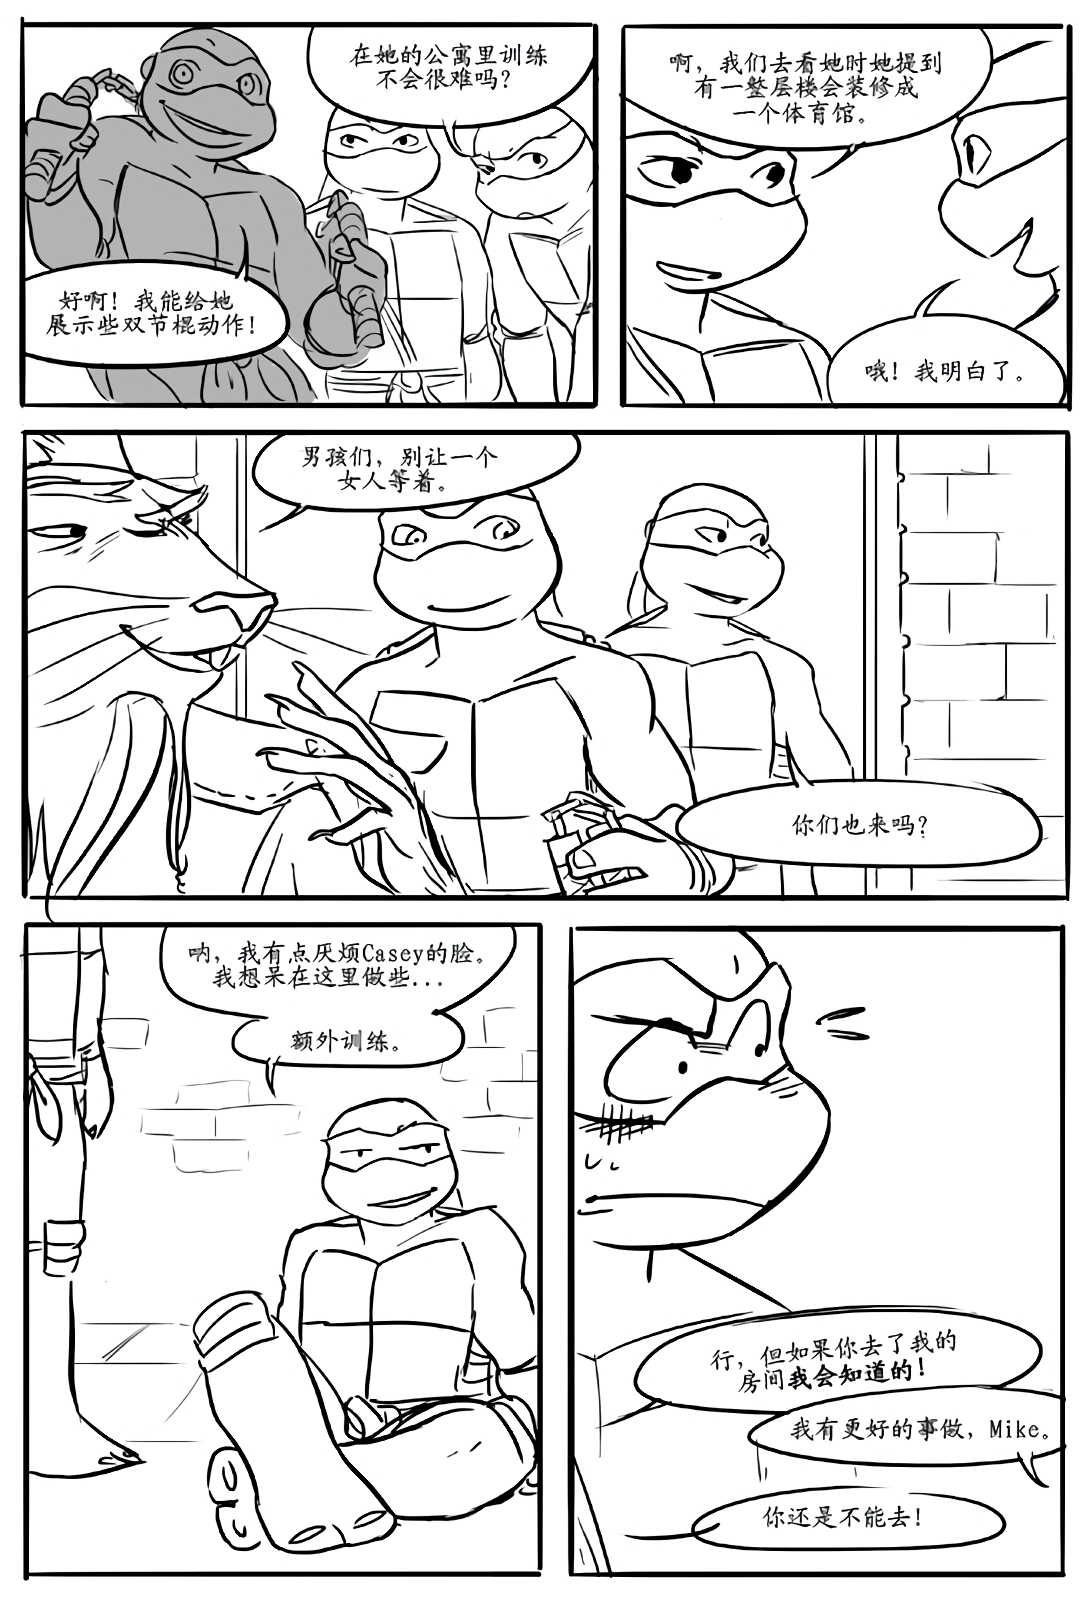 在她的公寓里训练
不会很难吗？
好啊！我能给她
展示些双节棍动作！
啊，我们去看她时她提到
有一整层楼会装修成
一个体育馆。
哦！我明白了。
男孩们，别让一个
女人等着。
你们也来吗？
呐，我有点厌烦Casey的脸。
我想呆在这里做些...
额外训练。
行，但如果你去了我的
房间我会知道的！
我有更好的事做，Mike。
你还是不能去！